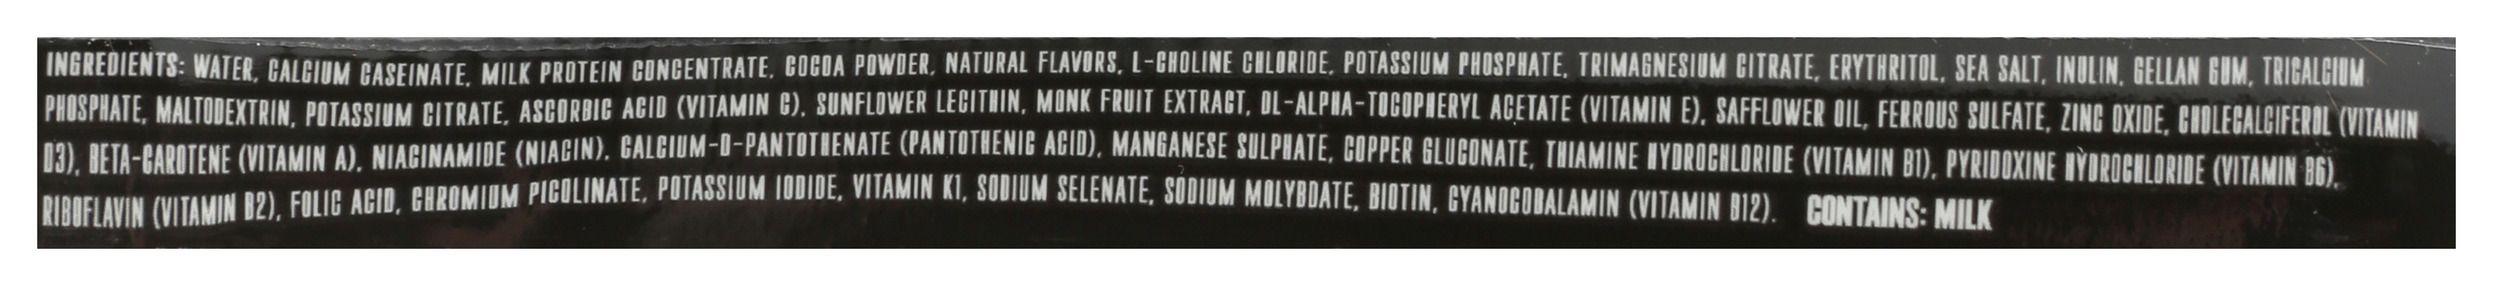 INGREDIENTS: WATER, CALCIUM CASEINATE, MILK PROTEIN CONCENTRATE, COCOA POWDER, NATURAL FLAVORS, L-CHOLINE CHLORIDE, POTASSIUM PHOSPHATE, TRIMAGNESIUM CITRATE, ERYTHRITOL, SEA SALT, INULIN, GELLAN GUM, TRICALCIUM
PHOSPHATE, MALTODEXTRIN, POTASSIUM CITRATE, ASCORBIC ACID (VITAMIN C), SUNFLOWER LECITHIN, MONK FRUIT EXTRACT, DL-ALPHA-TOCOPHERYL ACETATE (VITAMIN E), SAFFLOWER OIL, FERROUS SULFATE, ZINC OXIDE, CHOLECALCIFEROL (VITAMIN
D3), BETA-CAROTENE (VITAMIN A), NIACINAMIDE (NIACIN), CALCIUM-D-PANTOTHENATE (PANTOTHENIC ACID), MANGANESE SULPHATE, COPPER GLUCONATE, THIAMINE HYDROCHLORIDE (VITAMIN B1), PYRIDOXINE HYDROCHLORIDE (VITAMIN B6),
RIBOFLAVIN (VITAMIN B2), FOLIC ACID, CHROMIUM PICOLINATE, POTASSIUM IODIDE, VITAMIN K1, SODIUM SELENATE, SODIUM MOLYBDATE, BIOTIN, CYANOCOBALAMIN (VITAMIN B12). CONTAINS: MILK